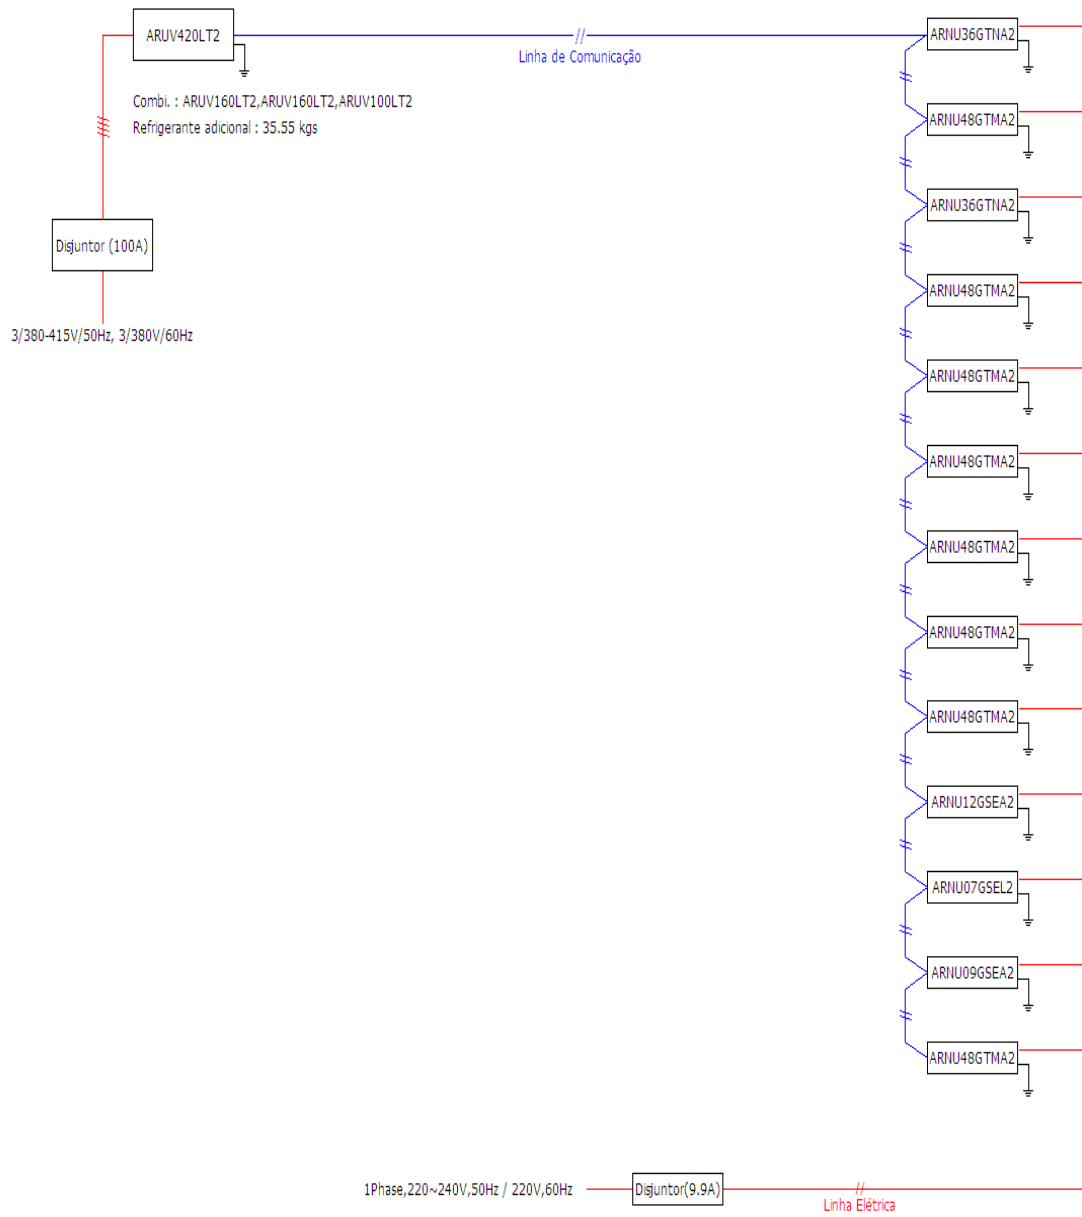 ARUV420LT2
Linha de Comunicação
ARNU36GTNA2
Combi. : ARUV160LT2,ARUV160LT2,ARUV100LT2
Refrigerante adicional : 35.55 kgs
ARNU48GTMA2
ARNU36GTNA2
Disjuntor (100A)
ARNU48GTMA2
3/380-415V/50Hz, 3/380V/60Hz
ARNU48GTMA2
ARNU48GTMA2
ARNU48GTMA2
ARNU48GTMA2
ARNU48GTMA2
ARNU12GSEA2
ARNU07GSEL2
ARNU09GSEA2
ARNU48GTMA2
1Phase,220~240V,50Hz / 220V,60Hz
Disjuntor(9.9A)
Linha Elétrica